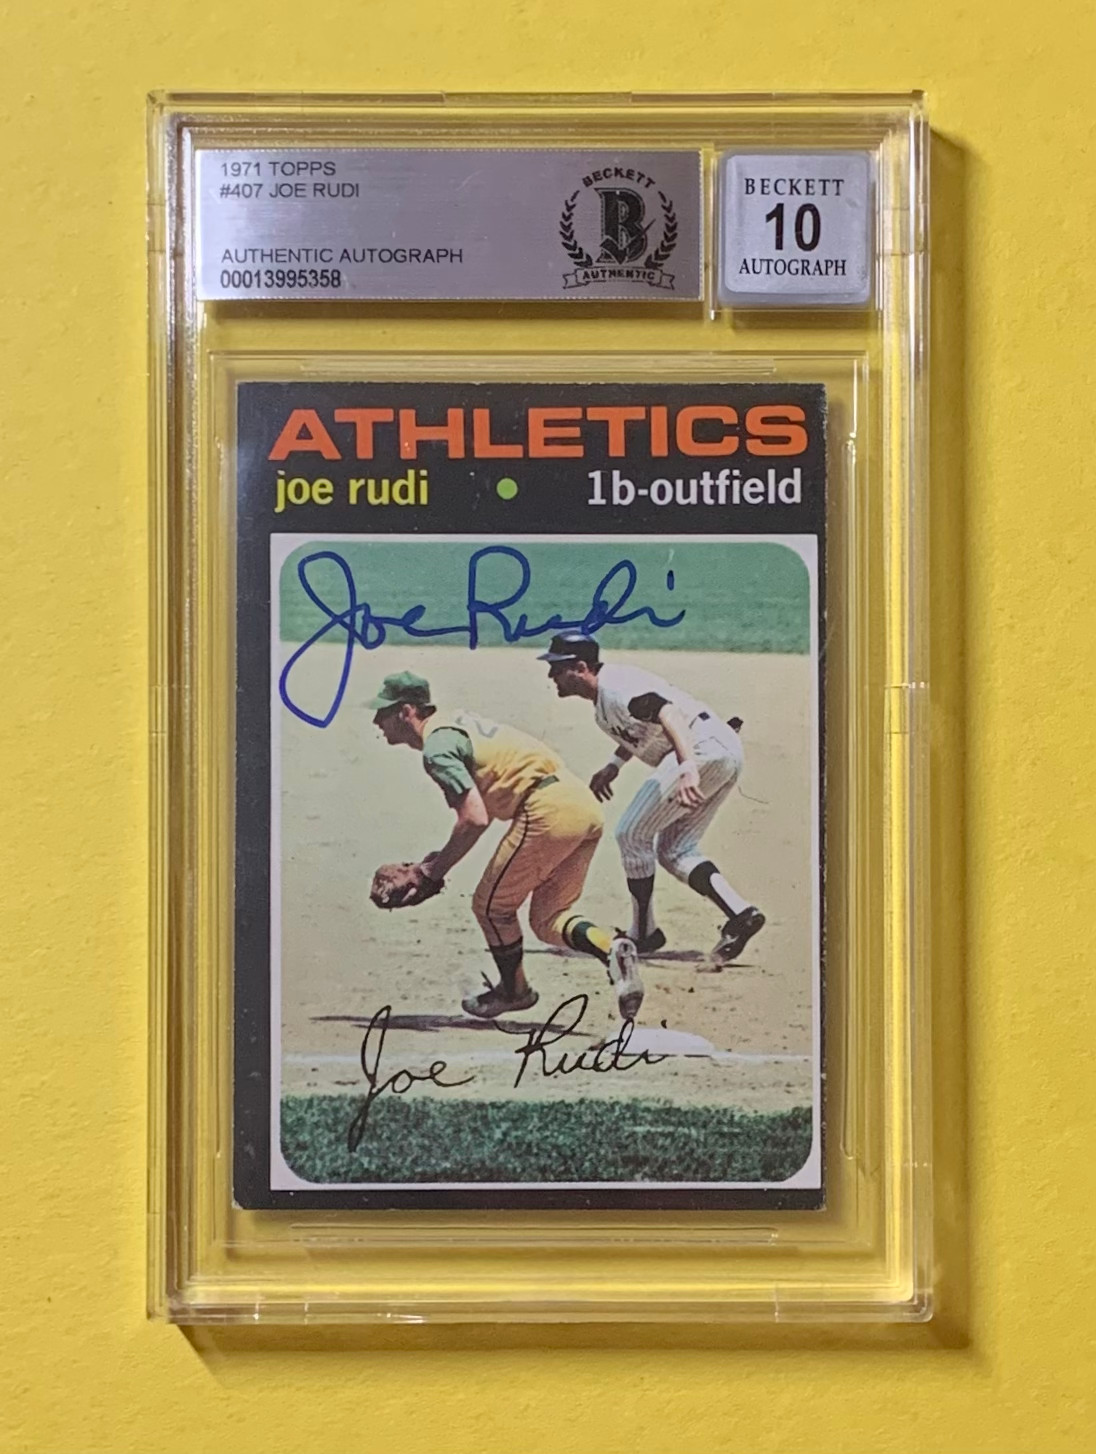 1971 TOPPS
#407 JOE RUDI
AUTHENTIC AUTOGRAPH
00013995358
BECKETT
B
AUTHENTIC
BECKETT
10
AUTOGRAPH
ATHLETICS
joe rudi • 1b-outfield
Joe Rudi
Joe Rudi